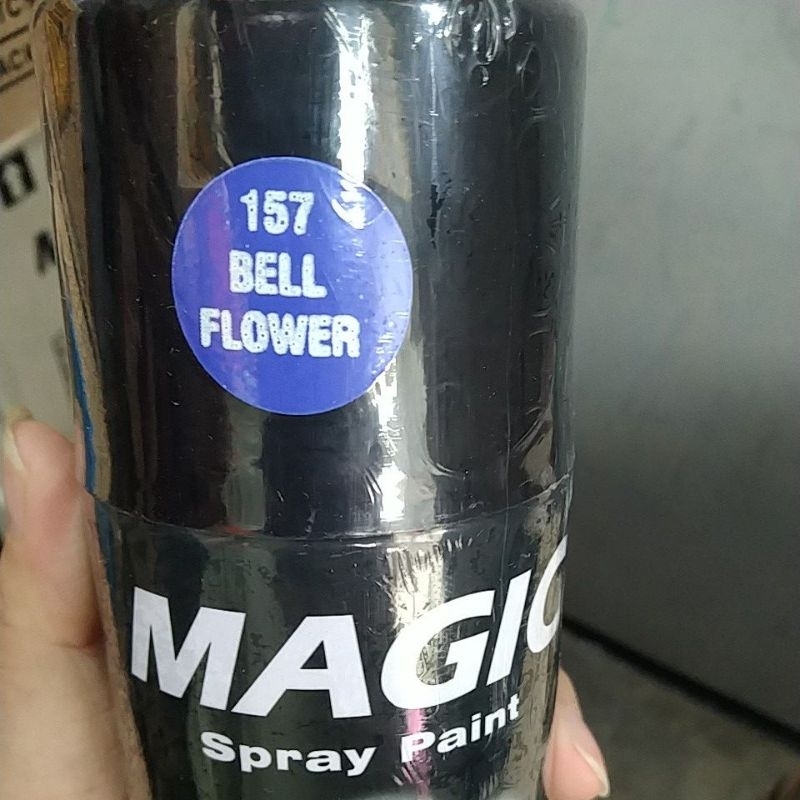 157
BELL
FLOWER
MAGIC
Spray Paint